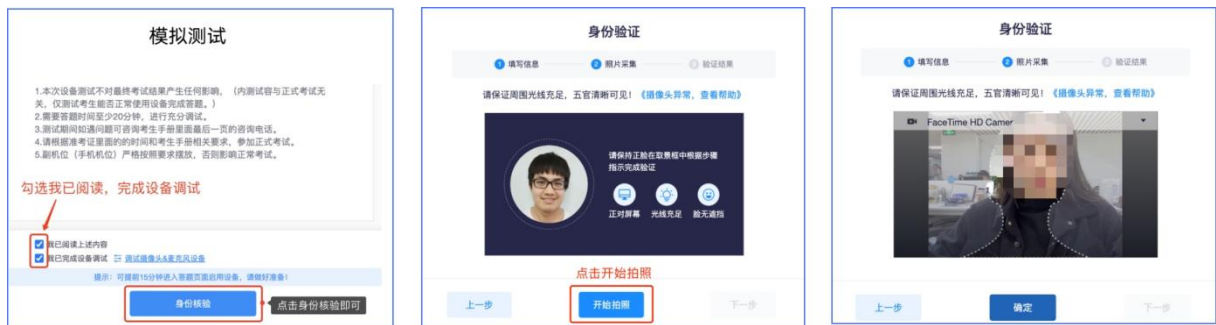 模拟测试
1.本次设备测试不对最终考试结果产生任何影响，（内测试容与正式考试无
关，仅测试考生能否正常使用设备完成答题。）
2.需要答题时间至少20分钟，进行充分调试。
3.测试期间如遇问题可咨询考生手册里面最后一页的咨询电话。
4.请根据准考证里面的的时间和考生手册相关要求，参加正式考试。
5.副机位（手机机位）严格按照要求摆放，否则影响正常考试。
勾选我已阅读，完成设备调试
我已阅读上述内容
我已完成设备调试 调试摄像头&麦克风设备
提示：可提前15分钟进入答题页面启用设备，请做好准备！
身份核验
点击身份核验即可
身份验证
1 填写信息
2 照片采集
3 验证结果
请保证周围光线充足，五官清晰可见！《摄像头异常，查看帮助》
请保持正脸在取景框中根据步骤
指示完成验证
正对屏幕 光线充足 脸无遮挡
点击开始拍照
上一步 开始拍照 下一步
身份验证
1 填写信息
2 照片采集
3 验证结果
请保证周围光线充足，五官清晰可见！《摄像头异常，查看帮助》
FaceTime HD Camer
上一步 确定 下一步